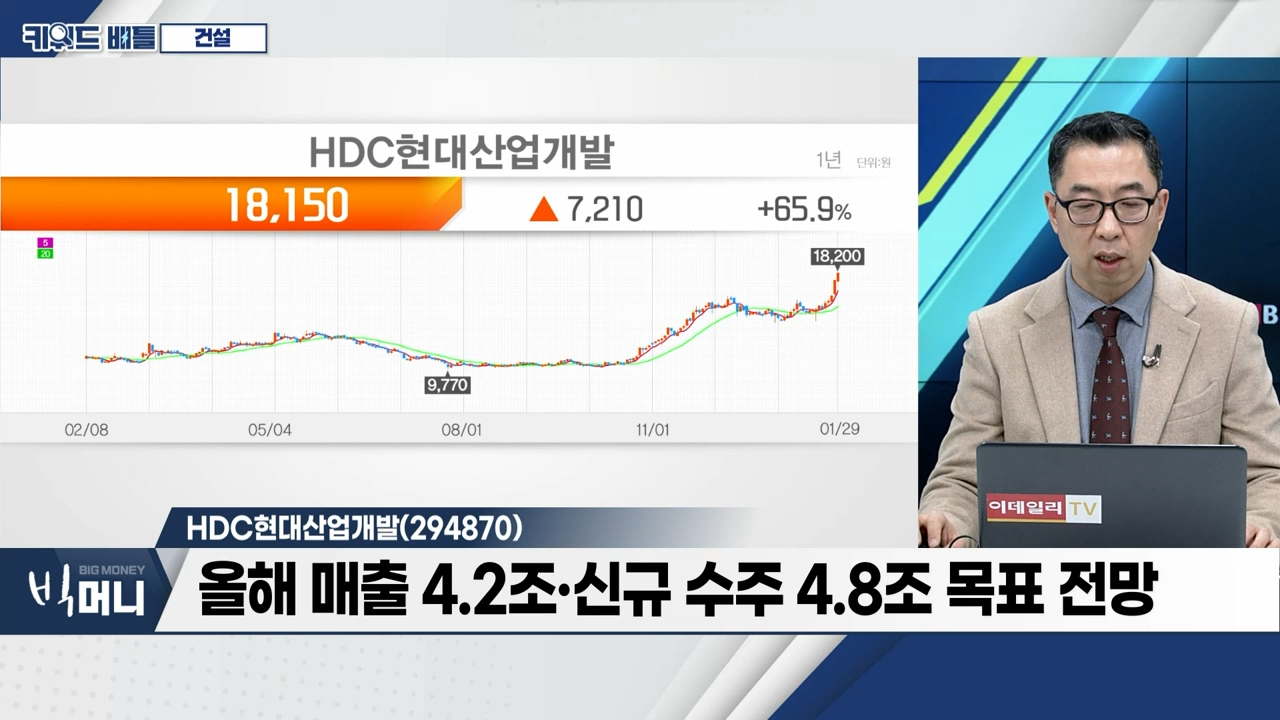 키워드 배틀 건설
HDC현대산업개발
1년 단위:원
18,150 ▲ 7,210 +65.9%
5
20
18,200
9,770
02/08 05/04 08/01 11/01 01/29
이데일리 TV
HDC현대산업개발(294870)
BIG MONEY
빅머니
올해 매출 4.2조·신규 수주 4.8조 목표 전망